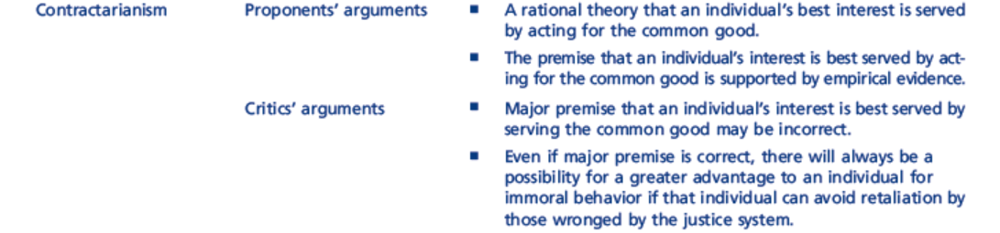 Contractarianism Proponents' arguments ▪ A rational theory that an individual's best interest is served
by acting for the common good.
▪ The premise that an individual's interest is best served by act-
ing for the common good is supported by empirical evidence.
Critics' arguments ▪ Major premise that an individual's interest is best served by
serving the common good may be incorrect.
▪ Even if major premise is correct, there will always be a
possibility for a greater advantage to an individual for
immoral behavior if that individual can avoid retaliation by
those wronged by the justice system.